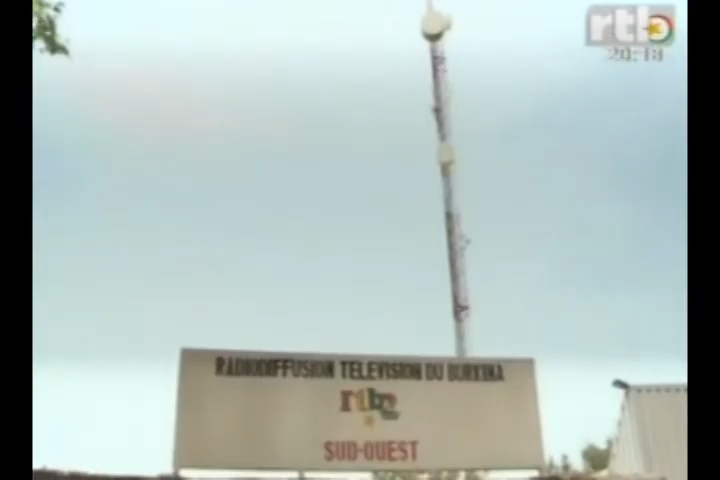 rtb
20:18
RADIODIFFUSION TELEVISION DU BURKINA
rtb
SUD-OUEST